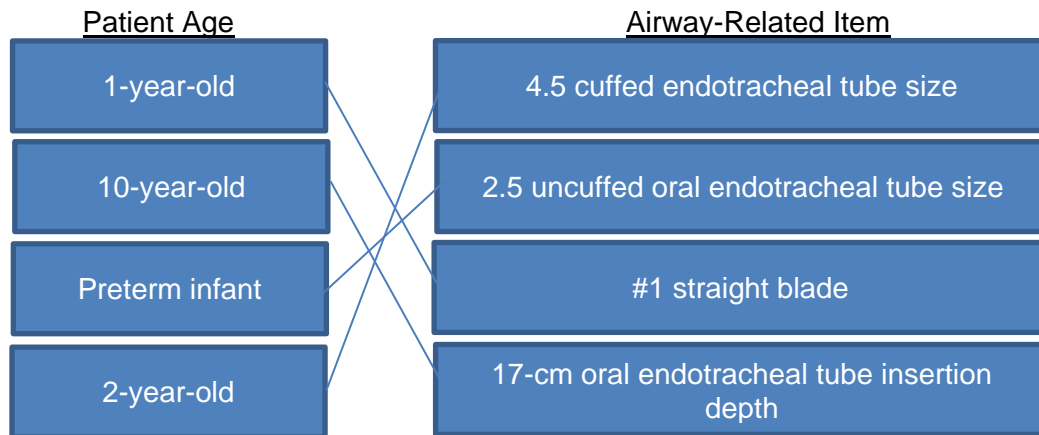 Patient Age
Airway-Related Item
1-year-old
4.5 cuffed endotracheal tube size
10-year-old
2.5 uncuffed oral endotracheal tube size
Preterm infant
#1 straight blade
2-year-old
17-cm oral endotracheal tube insertion
depth